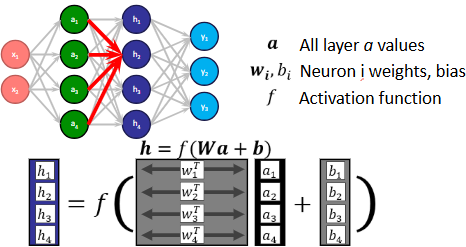 a₁ h₁
x₁ y₁
a₂ h₂
y₂
a₃ h₃
x₂ y₃
a₄ h₄
a All layer a values
wᵢ, bᵢ Neuron i weights, bias
f Activation function
h = f(Wa + b)
h₁ w₁ᵀ a₁ b₁
h₂ w₂ᵀ a₂ b₂
= f ( + )
h₃ w₃ᵀ a₃ b₃
h₄ w₄ᵀ a₄ b₄